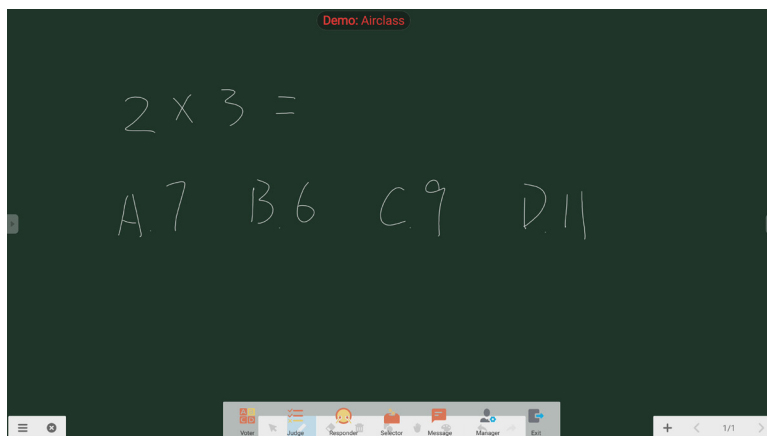 Demo: Airclass
2 × 3 =
A.7 B.6 C.9 D.11
Voter Judge Responder Selector Message Manager Exit
1/1